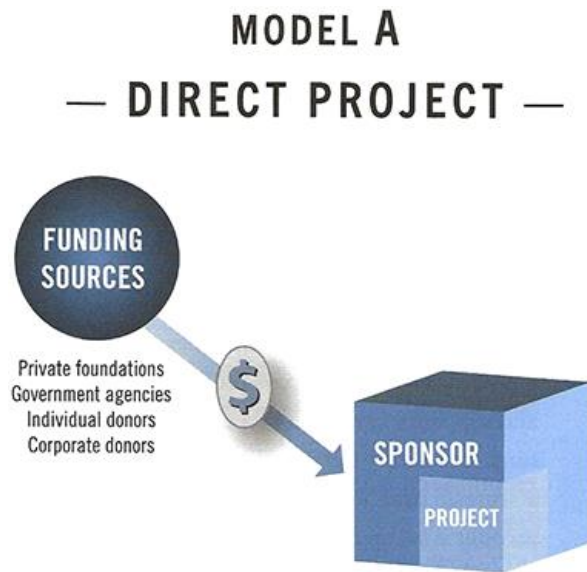 MODEL A
— DIRECT PROJECT —
FUNDING
SOURCES
Private foundations
Government agencies
Individual donors
Corporate donors
$
SPONSOR
PROJECT